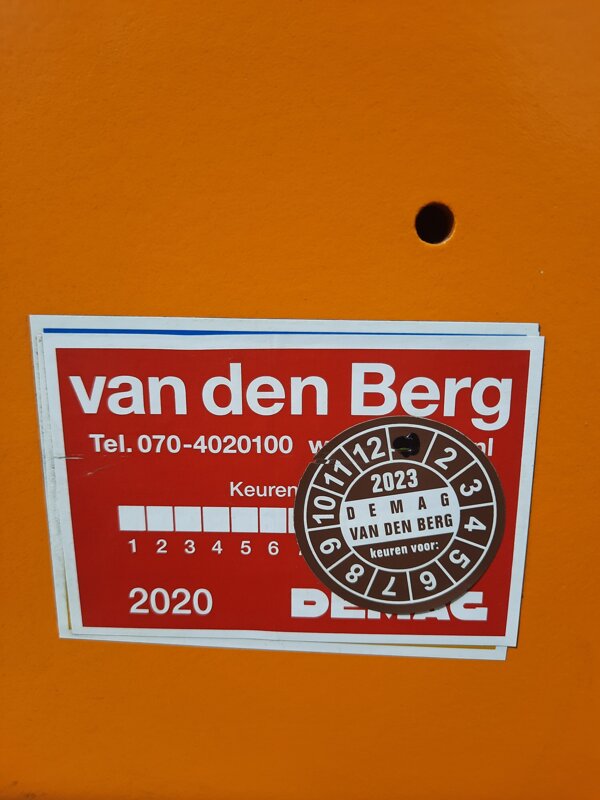 van den Berg
Tel. 070-4020100 nl
Keuren
1 2 3 4 5 6
2020
DEMAG
12 2 3 4 5 6 7 8 9 10 11
2023
DEMAG
VAN DEN BERG
keuren voor: